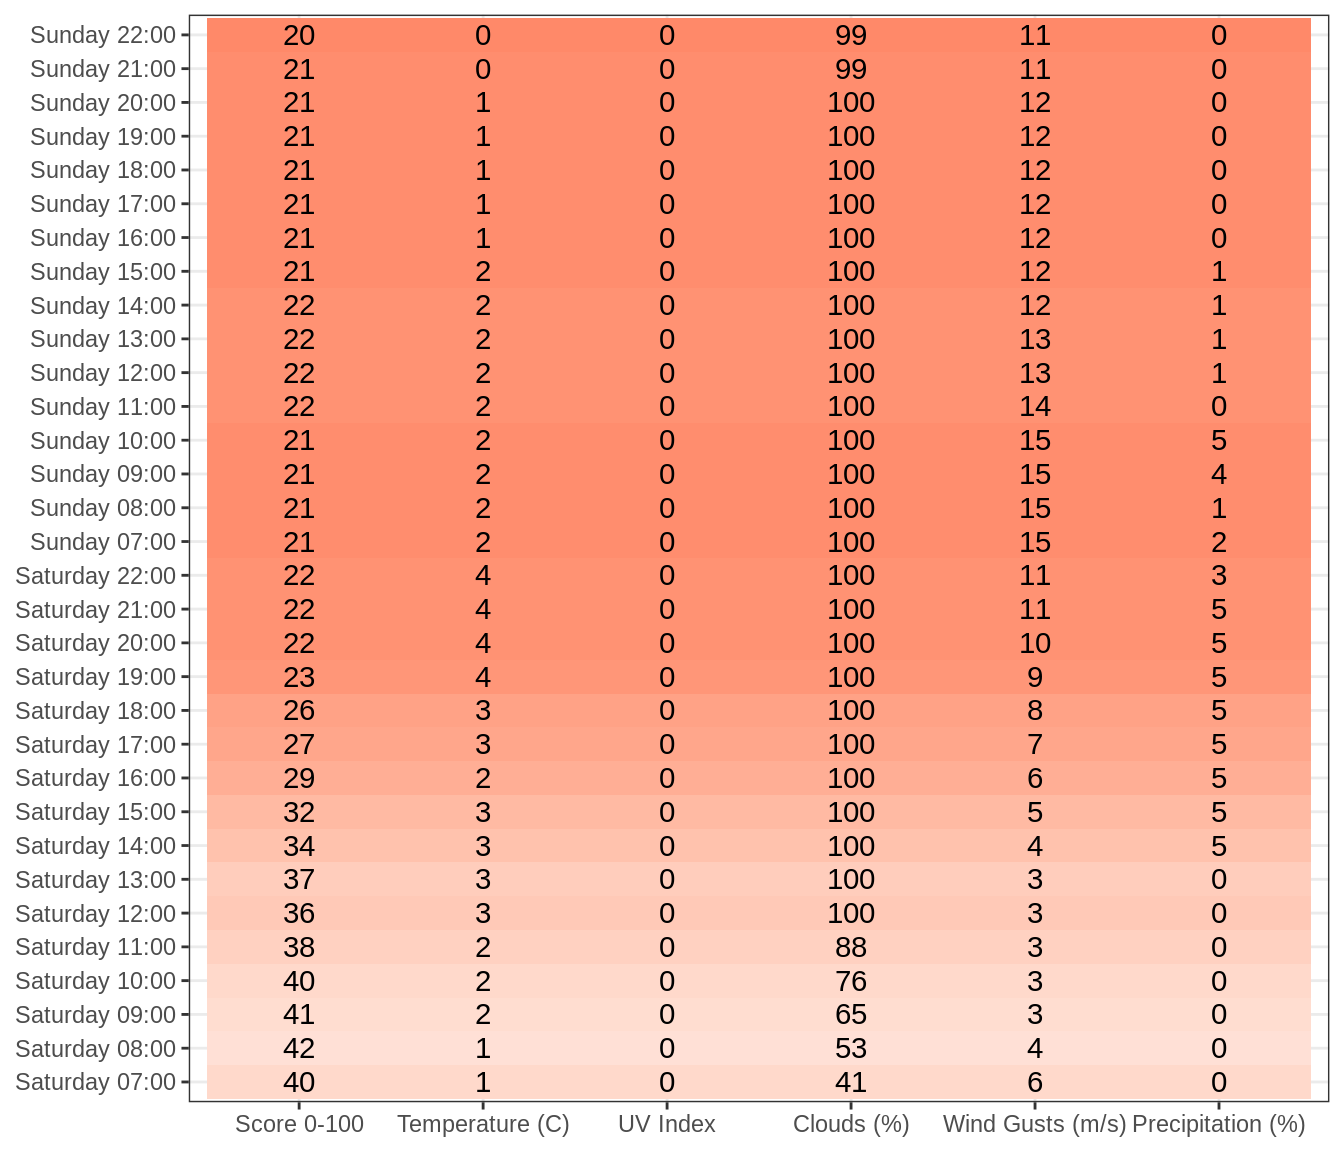 Sunday 22:00 20 0 0 99 11 0
Sunday 21:00 21 0 0 99 11 0
Sunday 20:00 21 1 0 100 12 0
Sunday 19:00 21 1 0 100 12 0
Sunday 18:00 21 1 0 100 12 0
Sunday 17:00 21 1 0 100 12 0
Sunday 16:00 21 1 0 100 12 0
Sunday 15:00 21 2 0 100 12 1
Sunday 14:00 22 2 0 100 12 1
Sunday 13:00 22 2 0 100 13 1
Sunday 12:00 22 2 0 100 13 1
Sunday 11:00 22 2 0 100 14 0
Sunday 10:00 21 2 0 100 15 5
Sunday 09:00 21 2 0 100 15 4
Sunday 08:00 21 2 0 100 15 1
Sunday 07:00 21 2 0 100 15 2
Saturday 22:00 22 4 0 100 11 3
Saturday 21:00 22 4 0 100 11 5
Saturday 20:00 22 4 0 100 10 5
Saturday 19:00 23 4 0 100 9 5
Saturday 18:00 26 3 0 100 8 5
Saturday 17:00 27 3 0 100 7 5
Saturday 16:00 29 2 0 100 6 5
Saturday 15:00 32 3 0 100 5 5
Saturday 14:00 34 3 0 100 4 5
Saturday 13:00 37 3 0 100 3 0
Saturday 12:00 36 3 0 100 3 0
Saturday 11:00 38 2 0 88 3 0
Saturday 10:00 40 2 0 76 3 0
Saturday 09:00 41 2 0 65 3 0
Saturday 08:00 42 1 0 53 4 0
Saturday 07:00 40 1 0 41 6 0
Score 0-100 Temperature (C) UV Index Clouds (%) Wind Gusts (m/s) Precipitation (%)